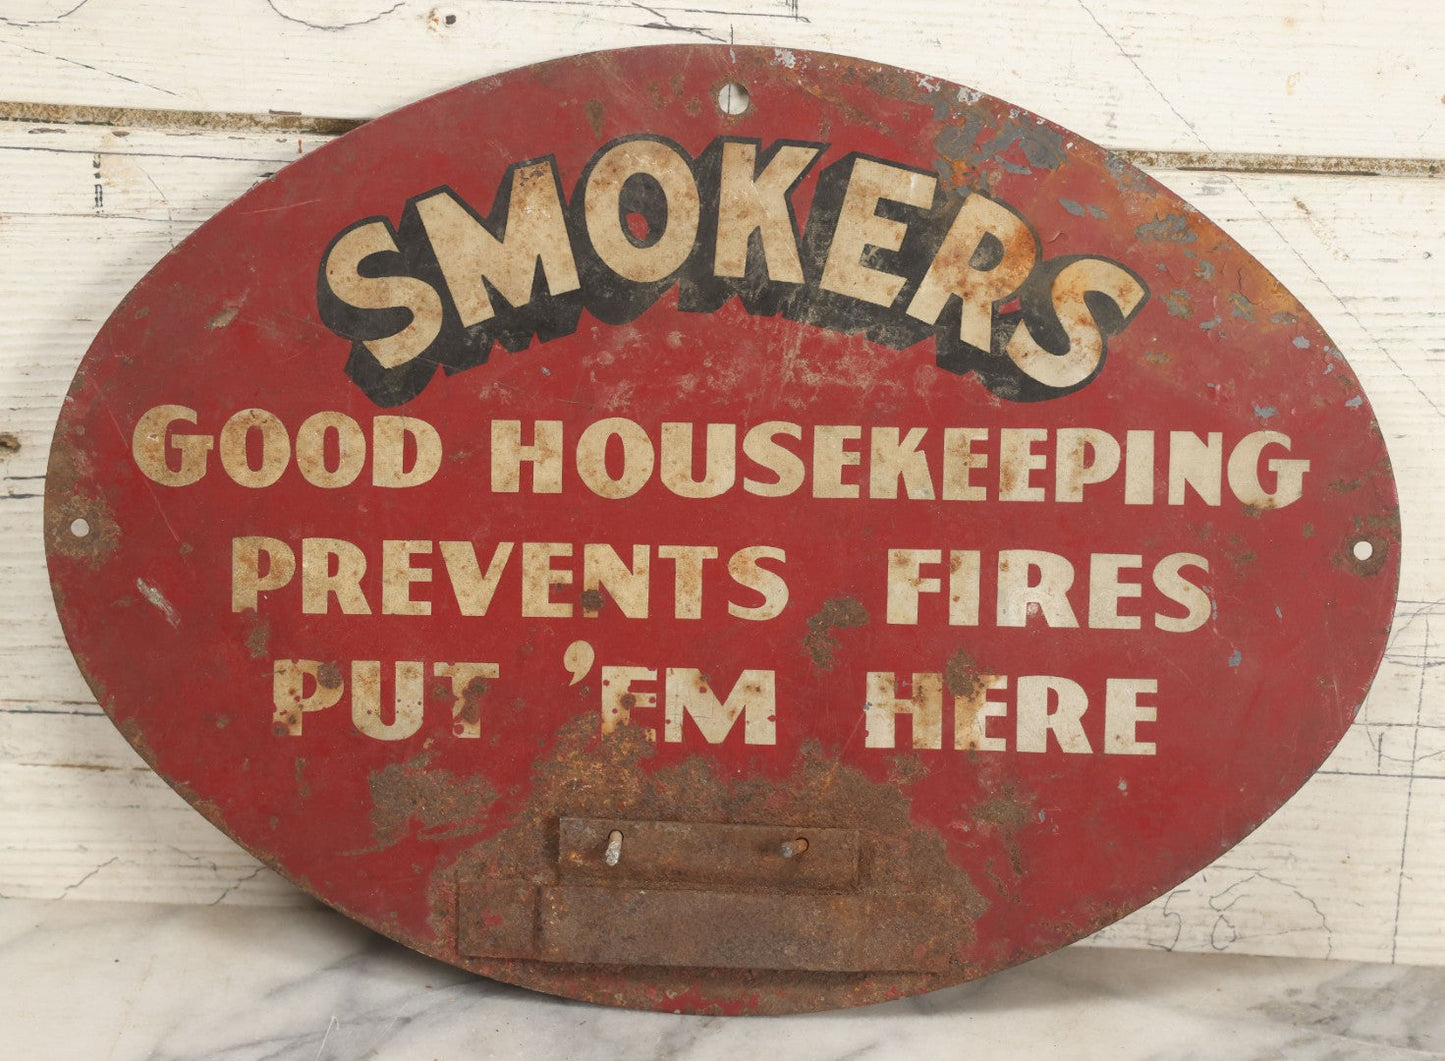 SMOKERS
GOOD HOUSEKEEPING
PREVENTS FIRES
PUT 'EM HERE